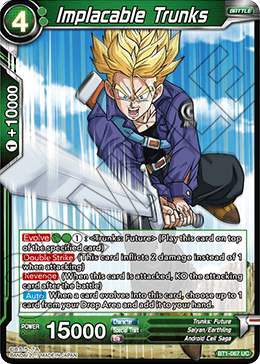 4
Implacable Trunks
BATTLE
1 +10000
Evolve 1 : <Trunks: Future> (Play this card on top
of the specified card)
Double Strike (This card inflicts 2 damage instead of 1
when attacking)
Revenge (When this card is attacked, KO the attacking
card after the battle)
Auto When a card evolves into this card, choose up to 1
card from your Drop Area and add it to your hand.
BT1-067 UC
POWER
15000
Character
Special Trait
Era
Trunks: Future
Saiyan/Earthling
Android Cell Saga